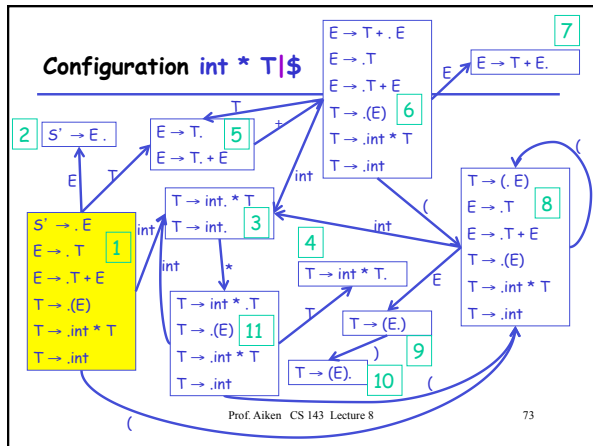 Configuration int * T|$
E → T + . E
E → .T
E → .T + E
T → .(E)
T → .int * T
T → .int
6
7
E → T + E.
E
2
S' → E .
E → T.
E → T. + E
5
T
+
E
T
int
(
(
S' → . E
E → . T
E → .T + E
T → .(E)
T → .int * T
T → .int
1
int
T → int. * T
T → int.
3
int
*
int
4
T → int * T.
T
T → (. E)
E → .T
E → .T + E
T → .(E)
T → .int * T
T → .int
8
E
T → int * .T
T → .(E)
T → .int * T
T → .int
11
T → (E.)
9
)
T → (E).
10
(
(
Prof. Aiken CS 143 Lecture 8
73